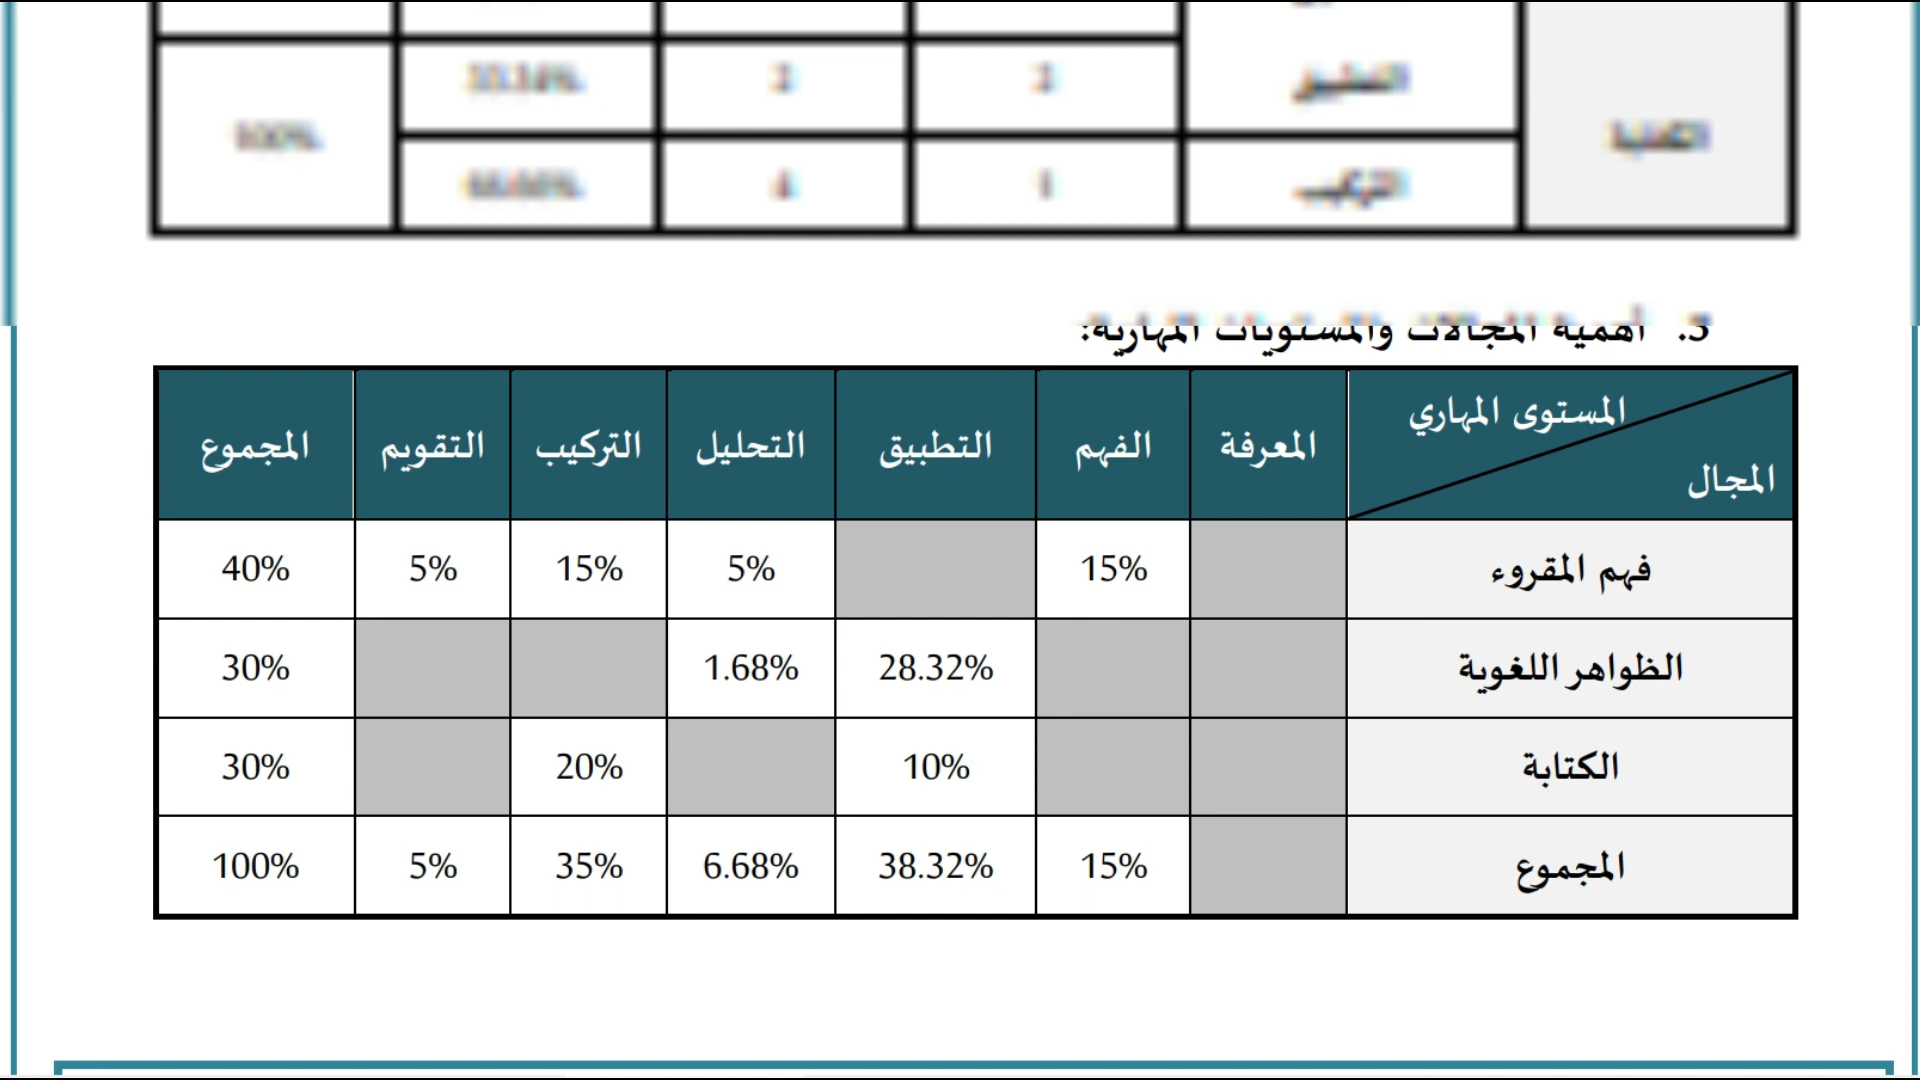 100%
3. أهمية المجالات والمستويات المهارية:
المستوى المهاري
المجال
المعرفة الفهم التطبيق التحليل التركيب التقويم المجموع
فهم المقروء 15% 5% 15% 5% 40%
الظواهر اللغوية 28.32% 1.68% 30%
الكتابة 10% 20% 30%
المجموع 15% 38.32% 6.68% 35% 5% 100%